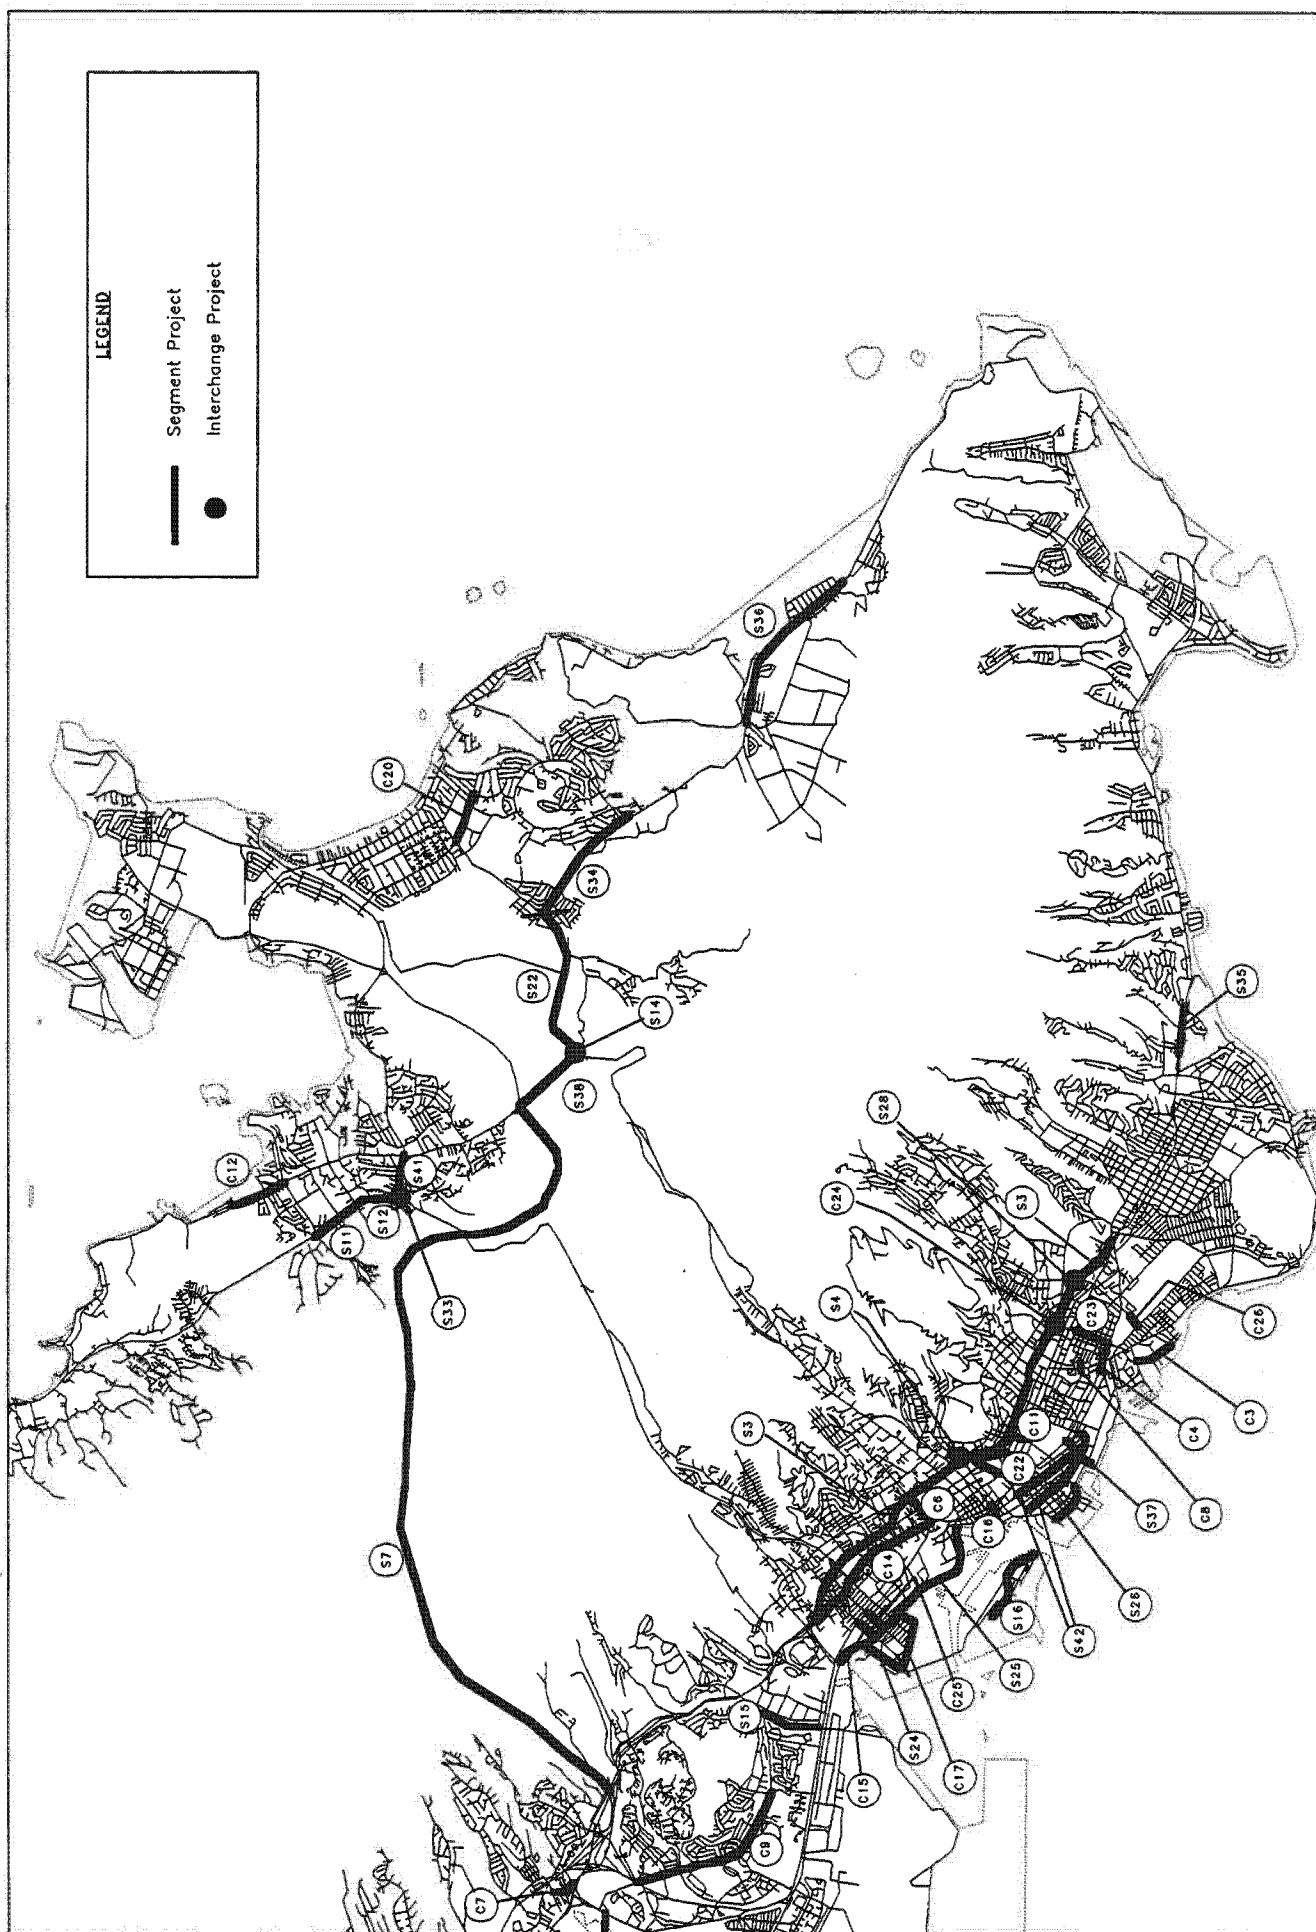 LEGEND
Segment Project
Interchange Project
S36
C20
S34
S22
S14
S38
S35
S28
C12
S41
S12
S11
C24
S3
S33
S4
C23
C26
S3
C11
C3
C4
C22
C6
C16
C8
S37
S7
C14
S26
S16
S42
C25
S25
S15
S24
C17
C15
C9
C7